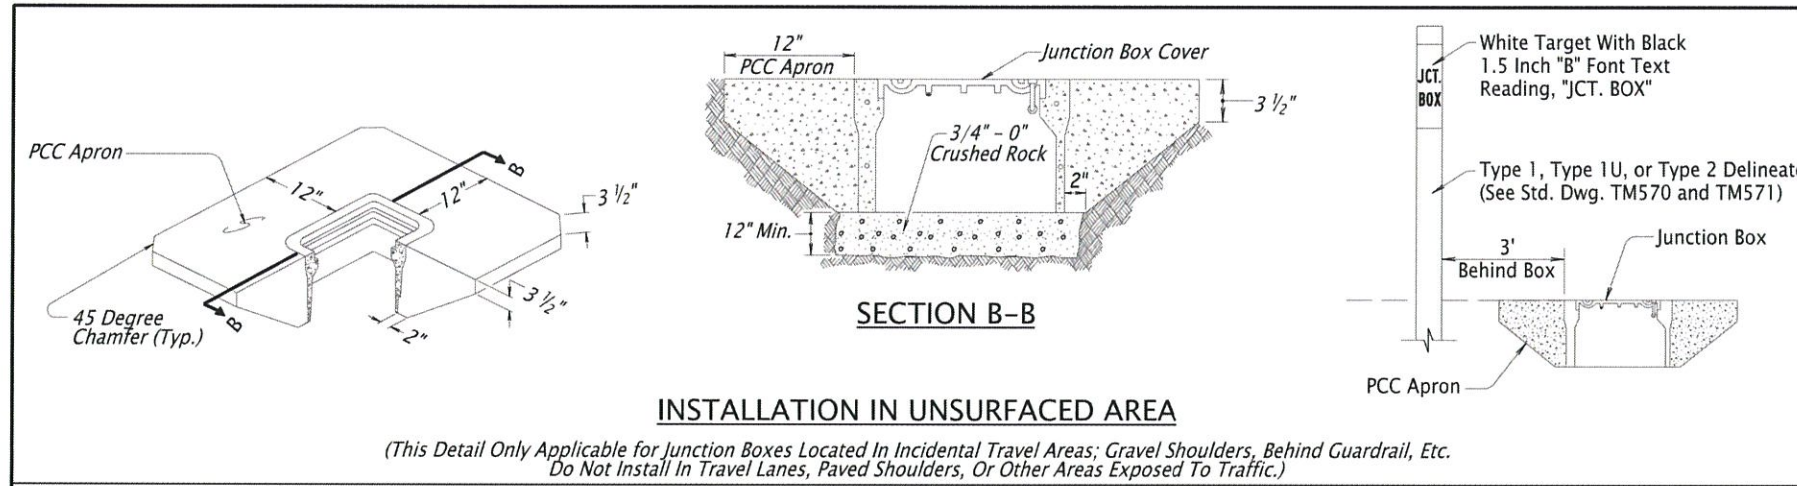 PCC Apron
12"
12"
B
3 1/2"
3 1/2"
2"
B
45 Degree
Chamfer (Typ.)
12"
PCC Apron
Junction Box Cover
3 1/2"
3/4" - 0"
Crushed Rock
2"
12" Min.
SECTION B-B
JCT.
BOX
White Target With Black
1.5 Inch "B" Font Text
Reading, "JCT. BOX"
Type 1, Type 1U, or Type 2 Delineato
(See Std. Dwg. TM570 and TM571)
3'
Behind Box
Junction Box
PCC Apron
INSTALLATION IN UNSURFACED AREA
(This Detail Only Applicable for Junction Boxes Located In Incidental Travel Areas; Gravel Shoulders, Behind Guardrail, Etc.
Do Not Install In Travel Lanes, Paved Shoulders, Or Other Areas Exposed To Traffic.)